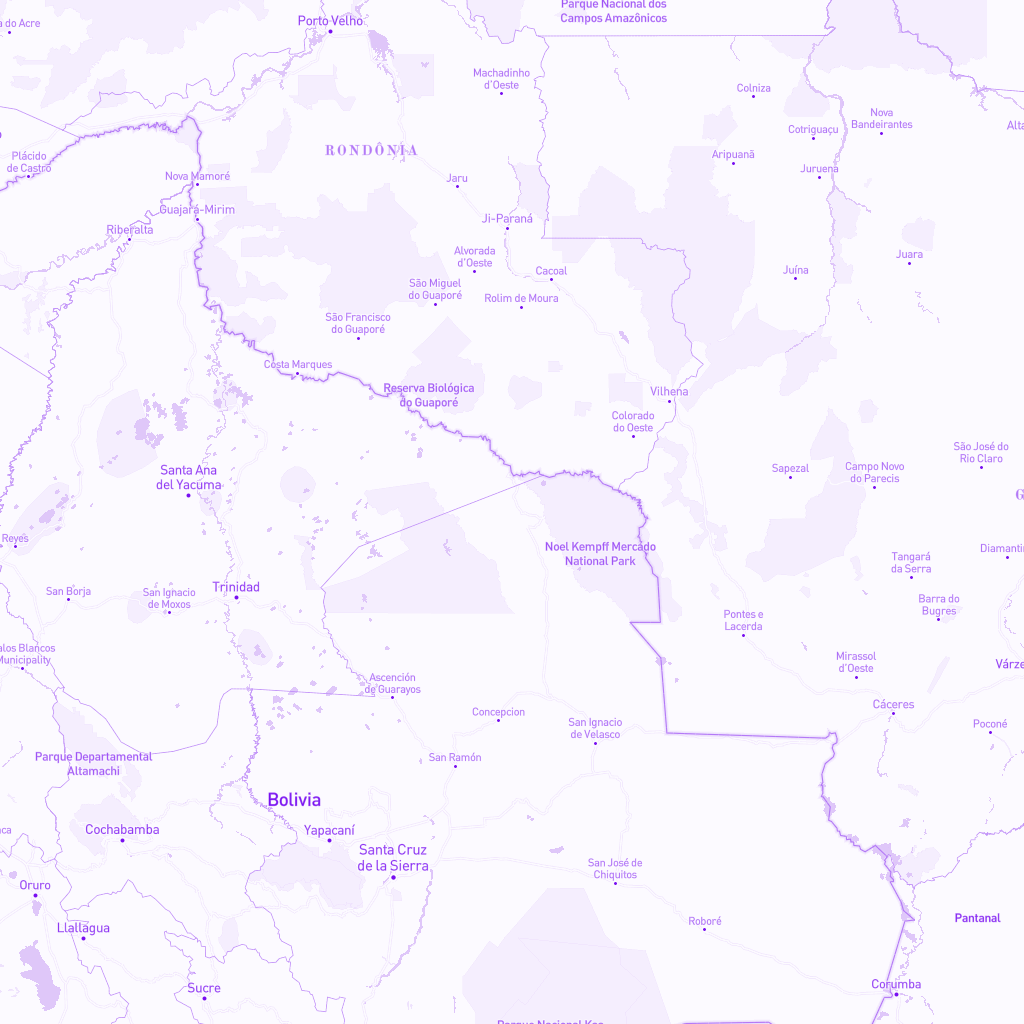 Parque Nacional dos
Campos Amazônicos
Porto Velho
Machadinho
d'Oeste
Colniza
Nova
Bandeirantes
Cotriguaçu
RONDÔNIA
Aripuanã
Plácido
de Castro
Juruena
Nova Mamoré
Jaru
Guajará-Mirim
Ji-Paraná
Riberalta
Alvorada
d'Oeste
Juara
Cacoal
Juína
São Miguel
do Guaporé
Rolim de Moura
São Francisco
do Guaporé
Costa Marques
Reserva Biológica
do Guaporé
Vilhena
Colorado
do Oeste
São José do
Rio Claro
Santa Ana
del Yacuma
Sapezal
Campo Novo
do Parecis
Reyes
Noel Kempff Mercado
National Park
Diamantin
Tangará
da Serra
San Borja
San Ignacio
de Moxos
Trinidad
Barra do
Bugres
Pontes e
Lacerda
alos Blancos
Municipality
Mirassol
d'Oeste
Várze
Ascención
de Guarayos
Cáceres
Concepcion
San Ignacio
de Velasco
Poconé
Parque Departamental
Altamachi
San Ramón
Bolivia
Cochabamba
Yapacaní
Santa Cruz
de la Sierra
San José de
Chiquitos
Oruro
Llallagua
Roboré
Pantanal
Sucre
Corumba